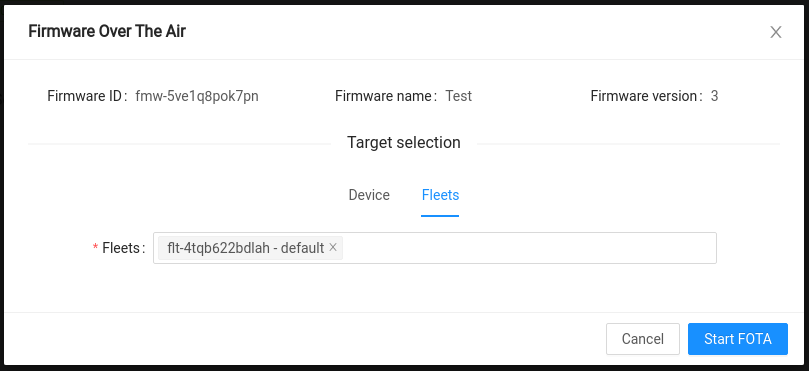 Firmware Over The Air
Firmware ID: fmw-5ve1q8pok7pn Firmware name: Test Firmware version: 3
Target selection
Device Fleets
* Fleets: flt-4tqb622bdlah - default
Cancel Start FOTA